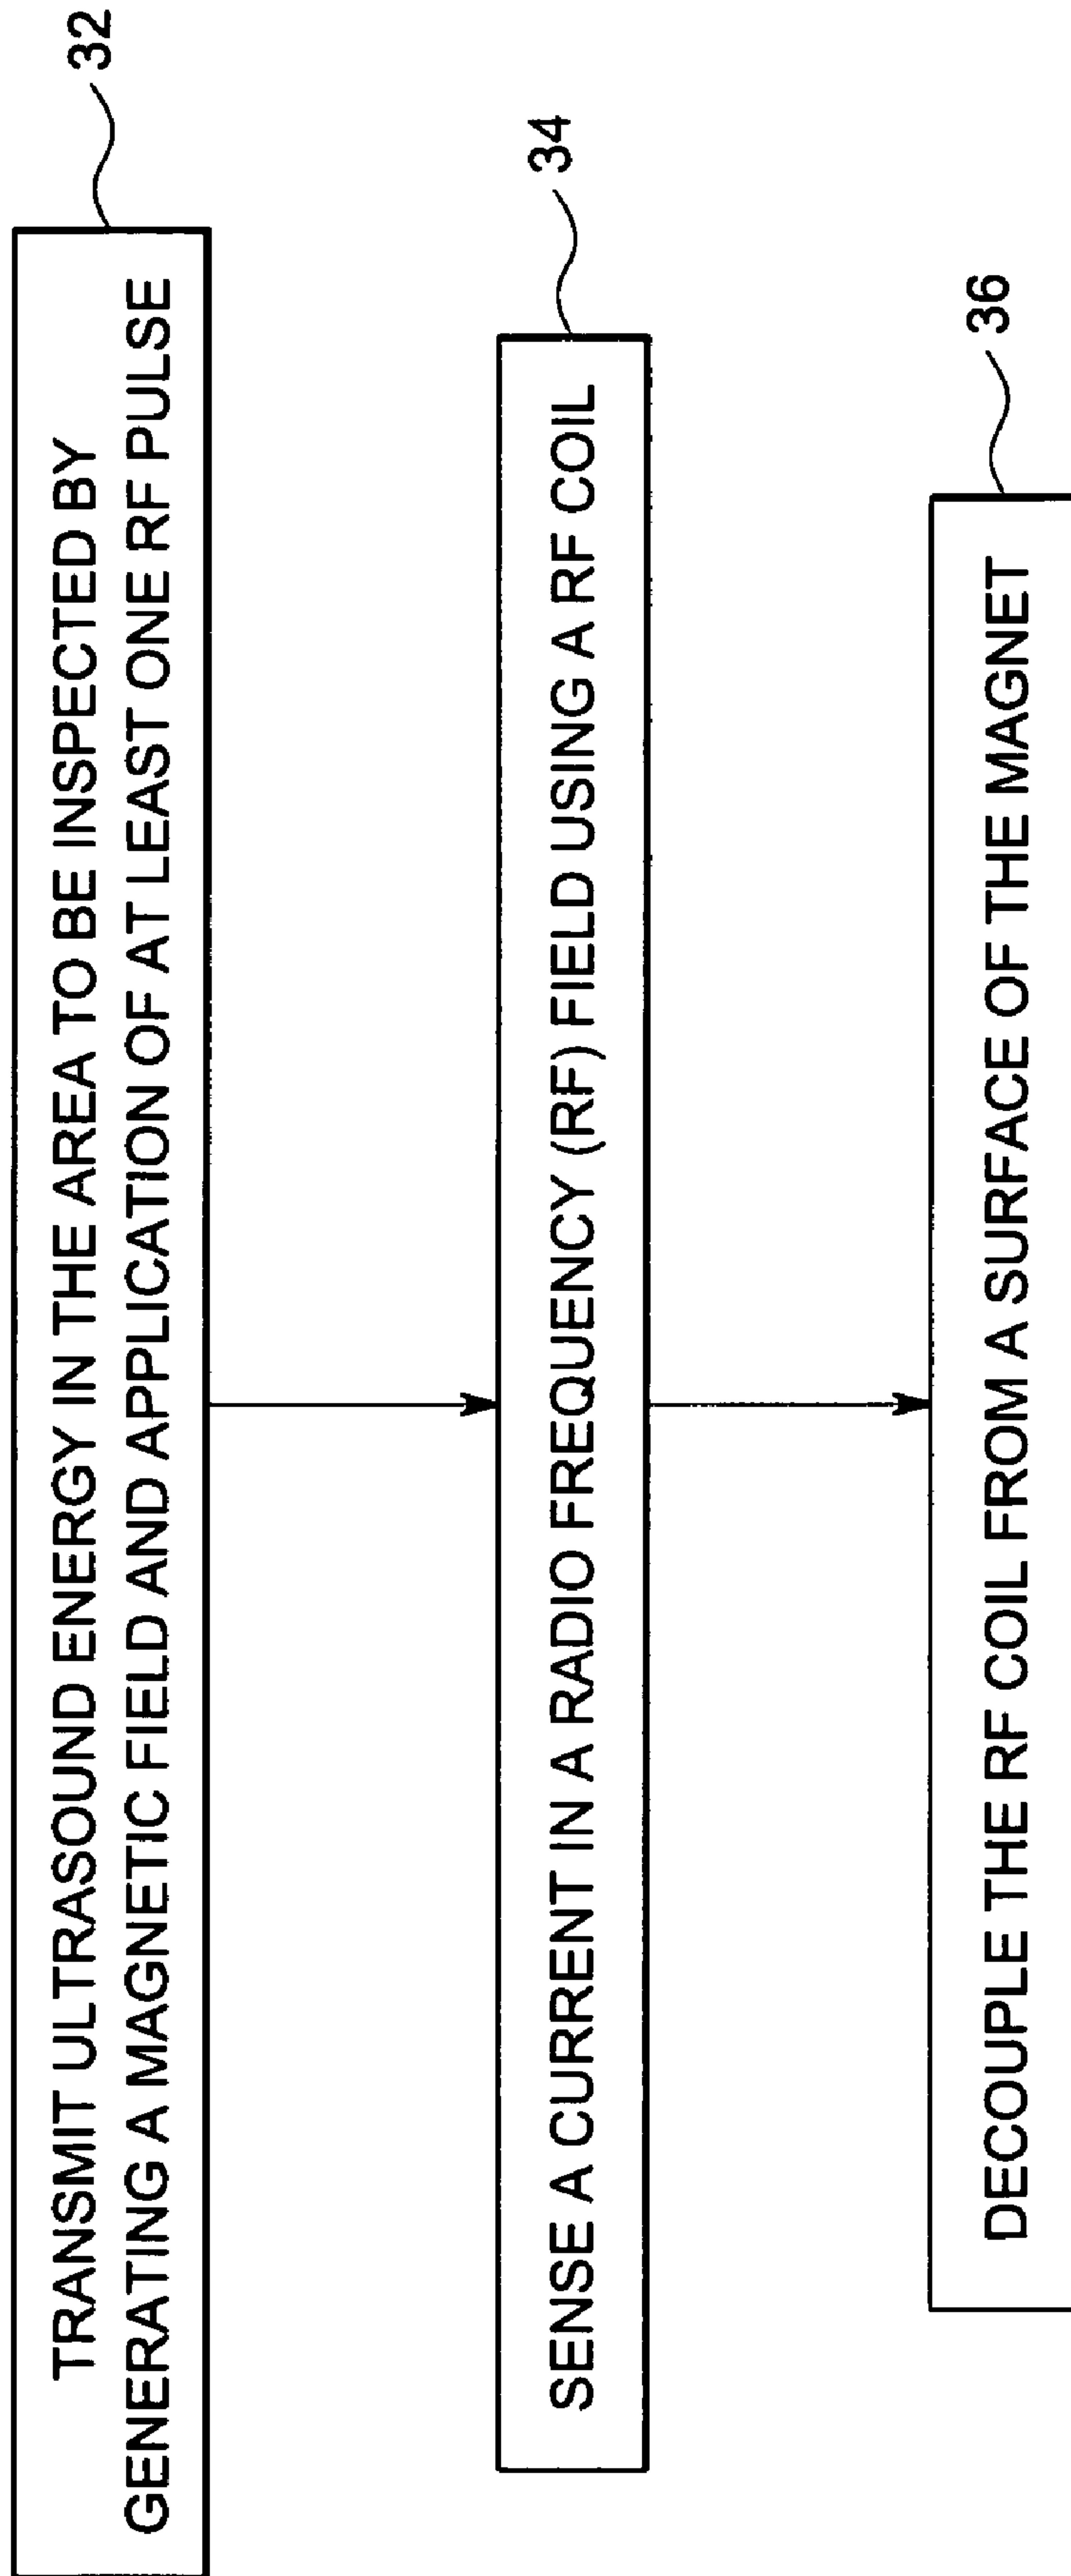 32
TRANSMIT ULTRASOUND ENERGY IN THE AREA TO BE INSPECTED BY
GENERATING A MAGNETIC FIELD AND APPLICATION OF AT LEAST ONE RF PULSE
34
SENSE A CURRENT IN A RADIO FREQUENCY (RF) FIELD USING A RF COIL
36
DECOUPLE THE RF COIL FROM A SURFACE OF THE MAGNET